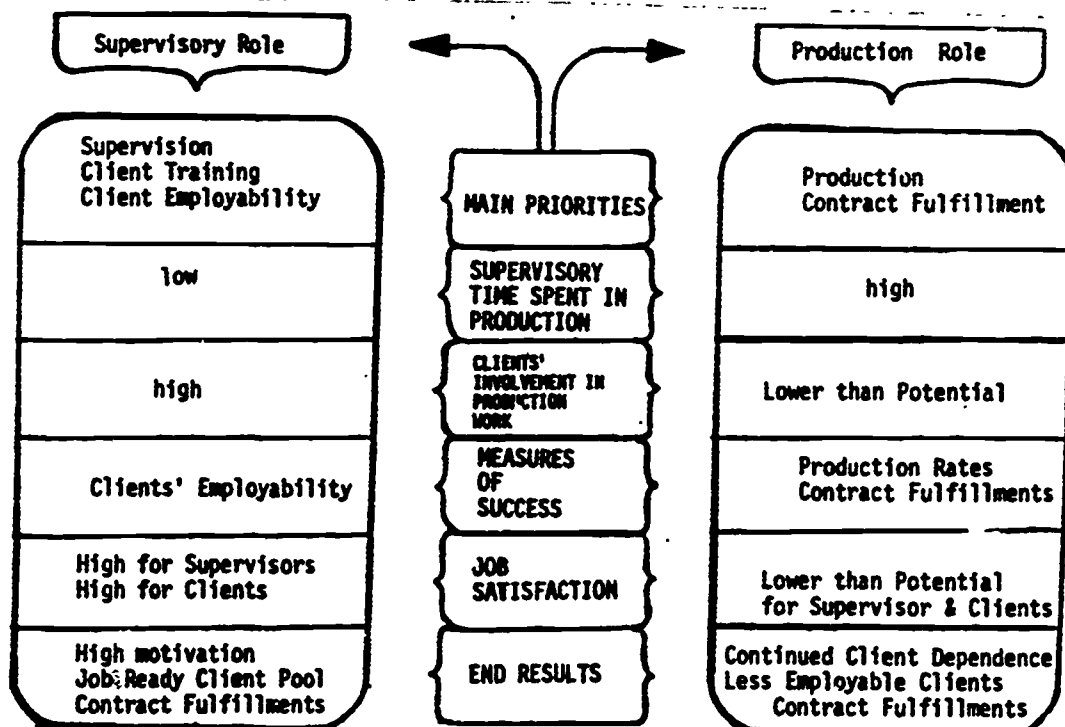 Supervisory Role
Production Role
Supervision
Client Training
Client Employability
MAIN PRIORITIES
Production
Contract Fulfillment
low
SUPERVISORY
TIME SPENT IN
PRODUCTION
high
high
CLIENTS'
INVOLVEMENT IN
PRODUCTION
WORK
Lower than Potential
Clients' Employability
MEASURES
OF
SUCCESS
Production Rates
Contract Fulfillments
High for Supervisors
High for Clients
JOB
SATISFACTION
Lower than Potential
for Supervisor & Clients
High motivation
Job Ready Client Pool
Contract Fulfillments
END RESULTS
Continued Client Dependence
Less Employable Clients
Contract Fulfillments